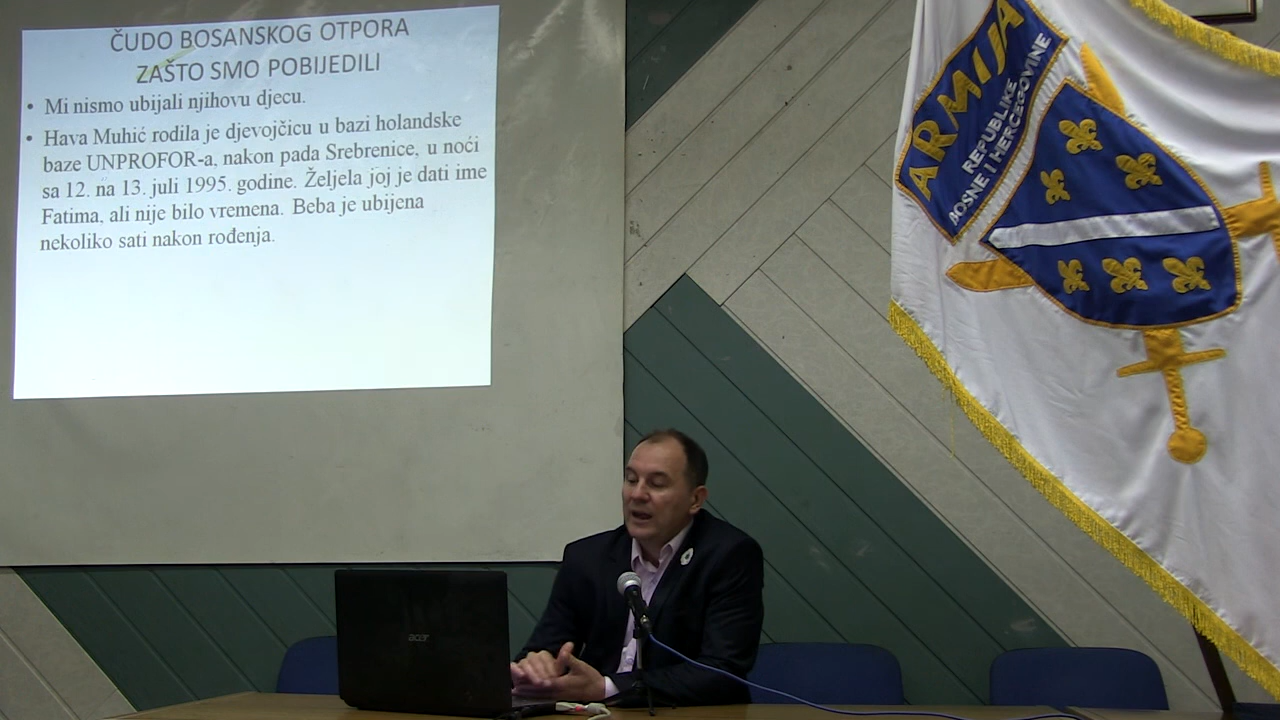 ČUDO BOSANSKOG OTPORA
ZAŠTO SMO POBIJEDILI
• Mi nismo ubijali njihovu djecu.
• Hava Muhić rodila je djevojčicu u bazi holandske
baze UNPROFOR-a, nakon pada Srebrenice, u noći
sa 12. na 13. juli 1995. godine. Željela joj je dati ime
Fatima, ali nije bilo vremena. Beba je ubijena
nekoliko sati nakon rođenja.
ARMIJA
REPUBLIKE
BOSNE I HERCEGOVINE
acer